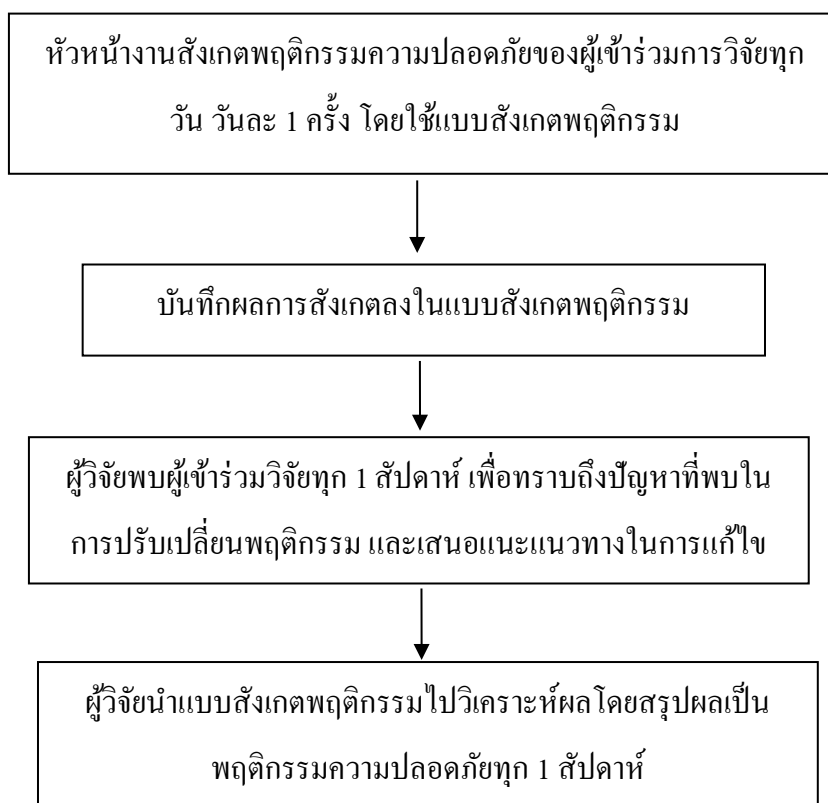 หัวหน้างานสังเกตพฤติกรรมความปลอดภัยของผู้เข้าร่วมการวิจัยทุก
วัน วันละ 1 ครั้ง โดยใช้แบบสังเกตพฤติกรรม
บันทึกผลการสังเกตลงในแบบสังเกตพฤติกรรม
ผู้วิจัยพบผู้เข้าร่วมวิจัยทุก 1 สัปดาห์ เพื่อทราบถึงปัญหาที่พบใน
การปรับเปลี่ยนพฤติกรรม และเสนอแนะแนวทางในการแก้ไข
ผู้วิจัยนำแบบสังเกตพฤติกรรมไปวิเคราะห์ผลโดยสรุปผลเป็น
พฤติกรรมความปลอดภัยทุก 1 สัปดาห์